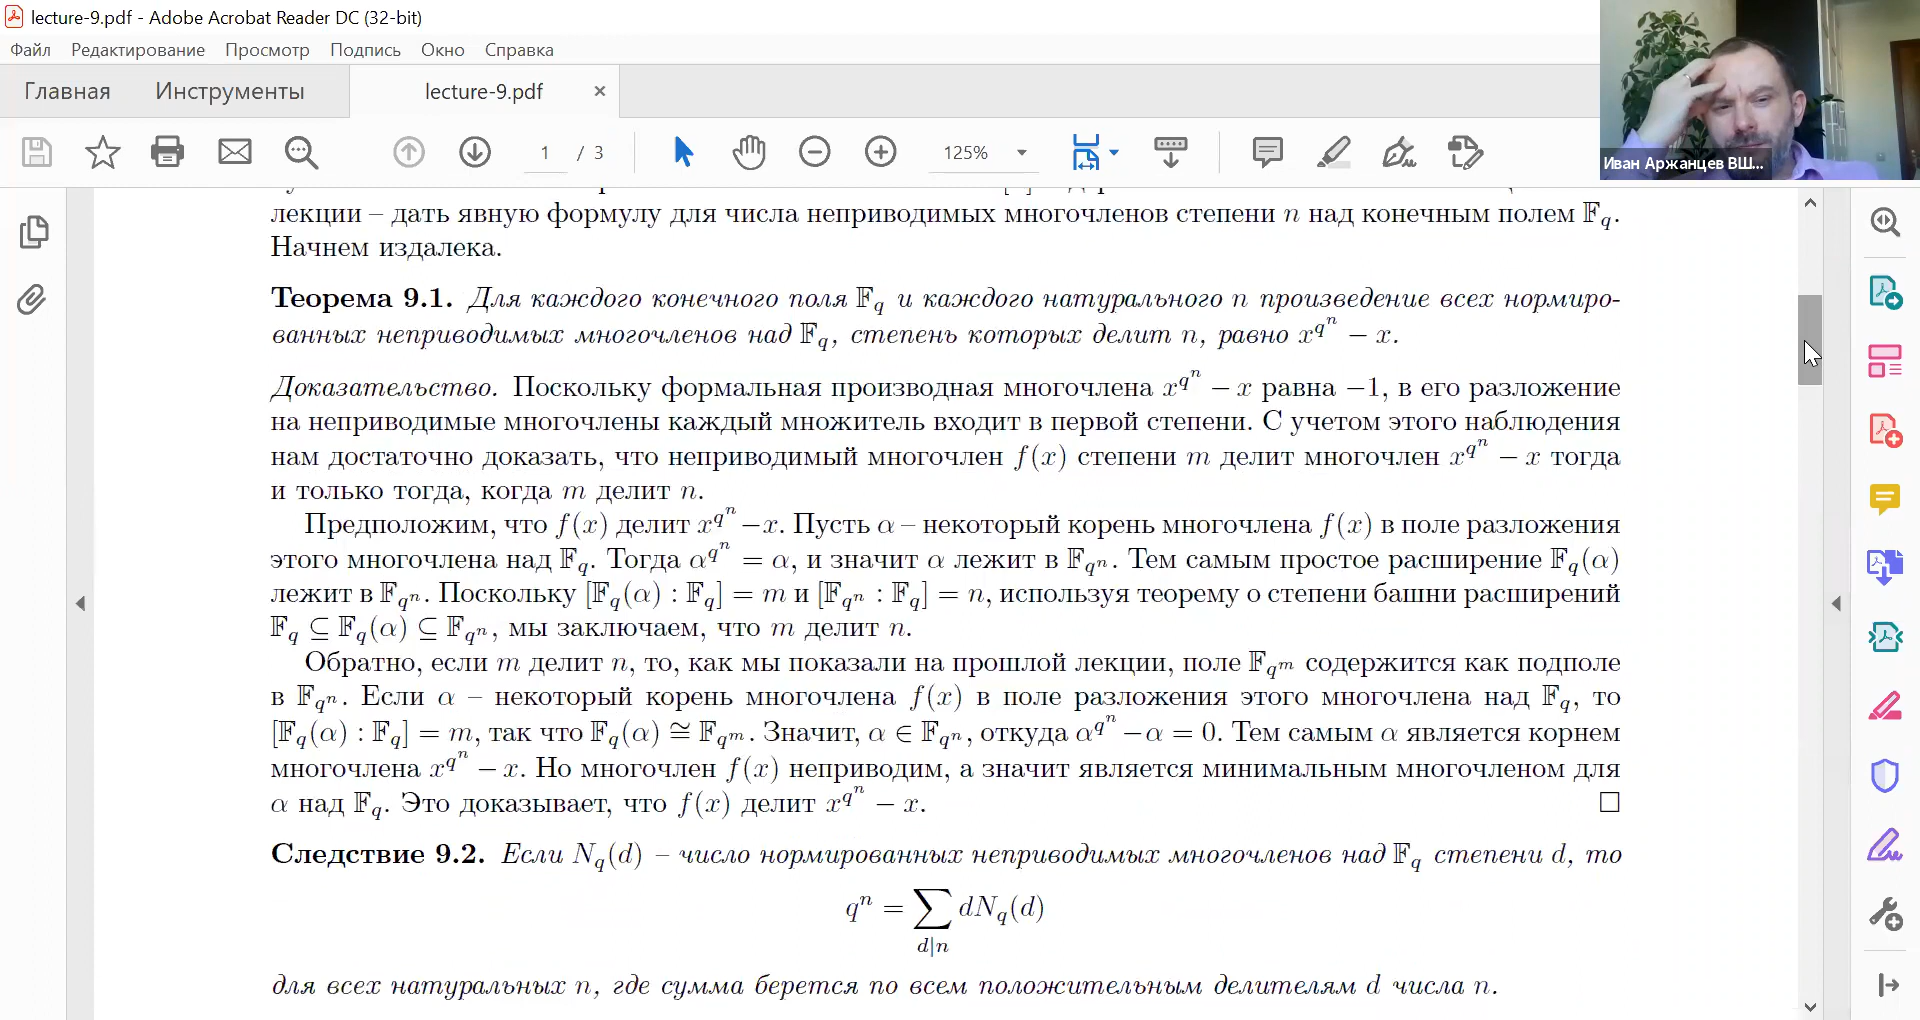 lecture-9.pdf - Adobe Acrobat Reader DC (32-bit)
Файл Редактирование Просмотр Подпись Окно Справка
Главная Инструменты lecture-9.pdf ×
1 / 3 125%
Иван Аржанцев ВШ...
лекции – дать явную формулу для числа неприводимых многочленов степени n над конечным полем 𝔽_q.
Начнем издалека.
Теорема 9.1. Для каждого конечного поля 𝔽_q и каждого натурального n произведение всех нормиро-
ванных неприводимых многочленов над 𝔽_q, степень которых делит n, равно x^{q^n} − x.
Доказательство. Поскольку формальная производная многочлена x^{q^n} − x равна −1, в его разложение
на неприводимые многочлены каждый множитель входит в первой степени. С учетом этого наблюдения
нам достаточно доказать, что неприводимый многочлен f(x) степени m делит многочлен x^{q^n} − x тогда
и только тогда, когда m делит n.
Предположим, что f(x) делит x^{q^n} − x. Пусть α – некоторый корень многочлена f(x) в поле разложения
этого многочлена над 𝔽_q. Тогда α^{q^n} = α, и значит α лежит в 𝔽_{q^n}. Тем самым простое расширение 𝔽_q(α)
лежит в 𝔽_{q^n}. Поскольку [𝔽_q(α) : 𝔽_q] = m и [𝔽_{q^n} : 𝔽_q] = n, используя теорему о степени башни расширений
𝔽_q ⊆ 𝔽_q(α) ⊆ 𝔽_{q^n}, мы заключаем, что m делит n.
Обратно, если m делит n, то, как мы показали на прошлой лекции, поле 𝔽_{q^m} содержится как подполе
в 𝔽_{q^n}. Если α – некоторый корень многочлена f(x) в поле разложения этого многочлена над 𝔽_q, то
[𝔽_q(α) : 𝔽_q] = m, так что 𝔽_q(α) ≅ 𝔽_{q^m}. Значит, α ∈ 𝔽_{q^n}, откуда α^{q^n} − α = 0. Тем самым α является корнем
многочлена x^{q^n} − x. Но многочлен f(x) неприводим, а значит является минимальным многочленом для
α над 𝔽_q. Это доказывает, что f(x) делит x^{q^n} − x. □
Следствие 9.2. Если N_q(d) – число нормированных неприводимых многочленов над 𝔽_q степени d, то
q^n = ∑_{d|n} dN_q(d)
для всех натуральных n, где сумма берется по всем положительным делителям d числа n.